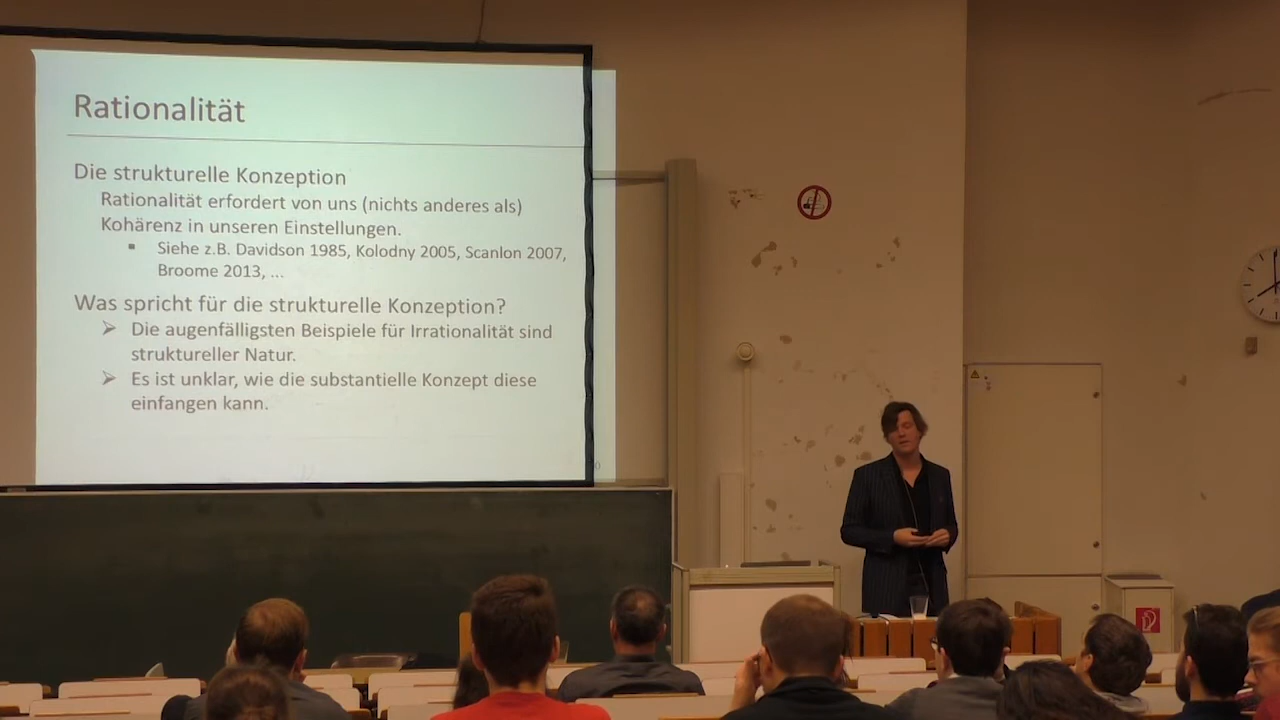 Rationalität
Die strukturelle Konzeption
Rationalität erfordert von uns (nichts anderes als)
Kohärenz in unseren Einstellungen.
Siehe z.B. Davidson 1985, Kolodny 2005, Scanlon 2007,
Broome 2013, ...
Was spricht für die strukturelle Konzeption?
Die augenfälligsten Beispiele für Irrationalität sind
struktureller Natur.
Es ist unklar, wie die substantielle Konzept diese
einfangen kann.